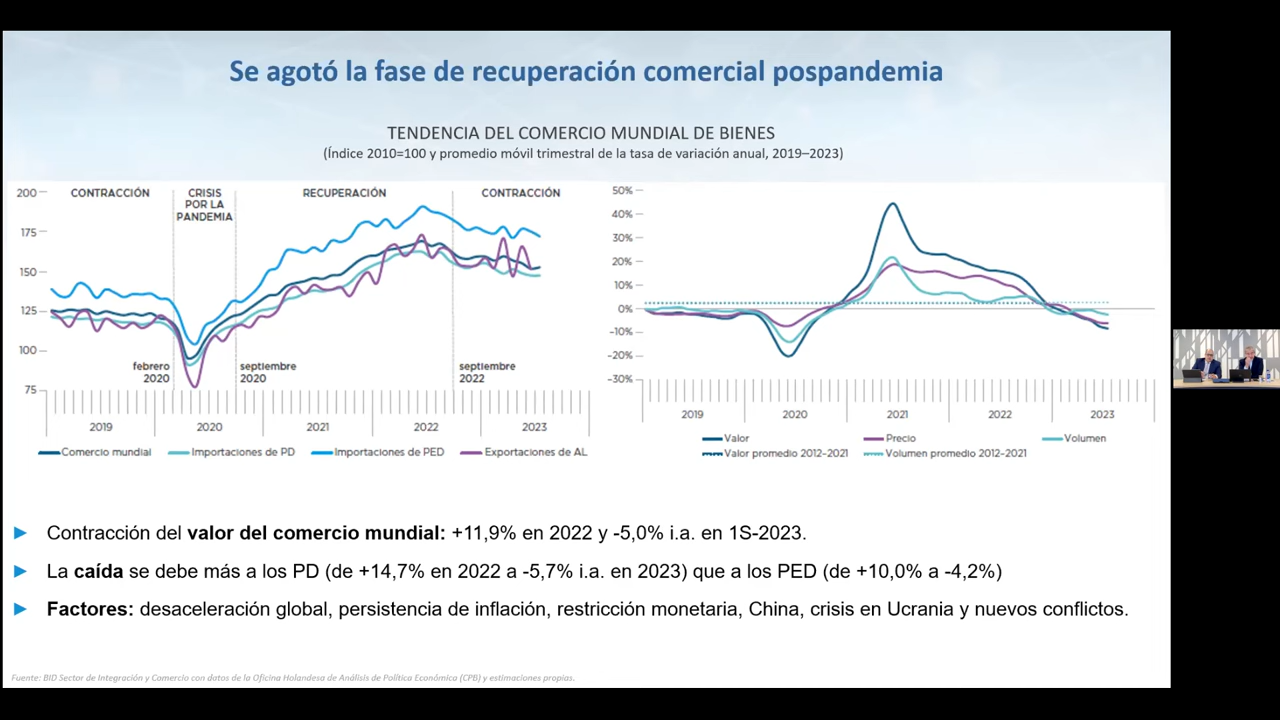 Se agotó la fase de recuperación comercial pospandemia
TENDENCIA DEL COMERCIO MUNDIAL DE BIENES
(Índice 2010=100 y promedio móvil trimestral de la tasa de variación anual, 2019–2023)
200
175
150
125
100
75
CONTRACCIÓN
CRISIS
POR LA
PANDEMIA
RECUPERACIÓN
CONTRACCIÓN
febrero
2020
septiembre
2020
septiembre
2022
2019
2020
2021
2022
2023
Comercio mundial
Importaciones de PD
Importaciones de PED
Exportaciones de AL
50%
40%
30%
20%
10%
0%
-10%
-20%
-30%
2019
2020
2021
2022
2023
Valor
Precio
Volumen
Valor promedio 2012-2021
Volumen promedio 2012-2021
► Contracción del valor del comercio mundial: +11,9% en 2022 y -5,0% i.a. en 1S-2023.
► La caída se debe más a los PD (de +14,7% en 2022 a -5,7% i.a. en 2023) que a los PED (de +10,0% a -4,2%)
► Factores: desaceleración global, persistencia de inflación, restricción monetaria, China, crisis en Ucrania y nuevos conflictos.
Fuente: BID Sector de Integración y Comercio con datos de la Oficina Holandesa de Análisis de Política Económica (CPB) y estimaciones propias.